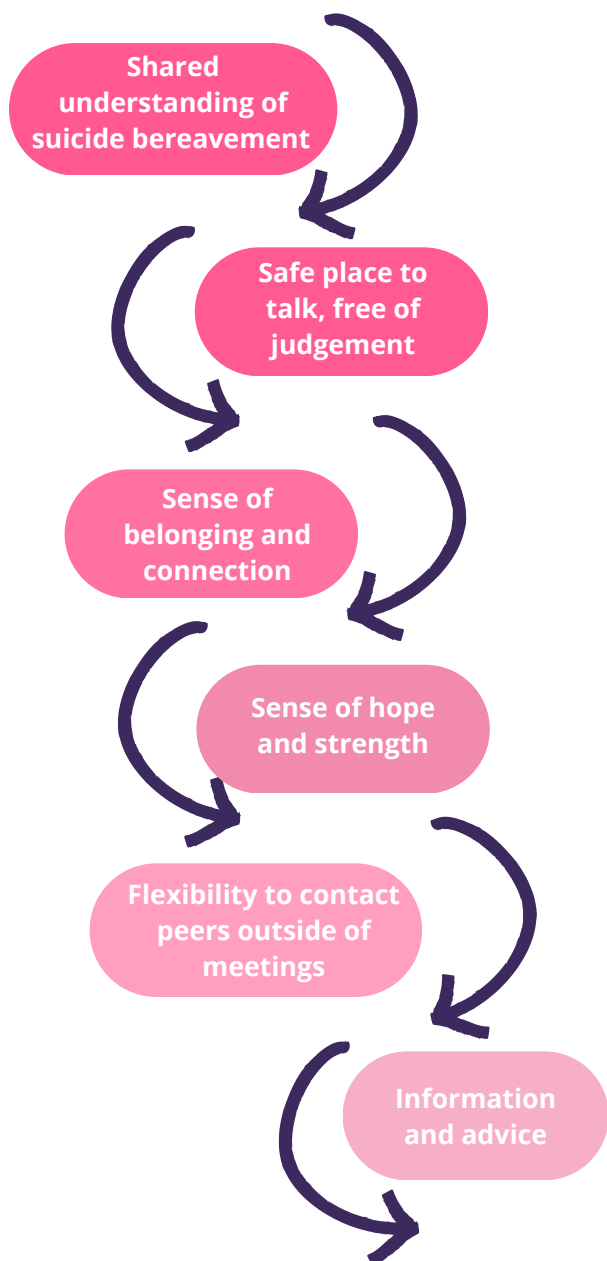 Shared
understanding of
suicide bereavement
Safe place to
talk, free of
judgement
Sense of
belonging and
connection
Sense of hope
and strength
Flexibility to contact
peers outside of
meetings
Information
and advice